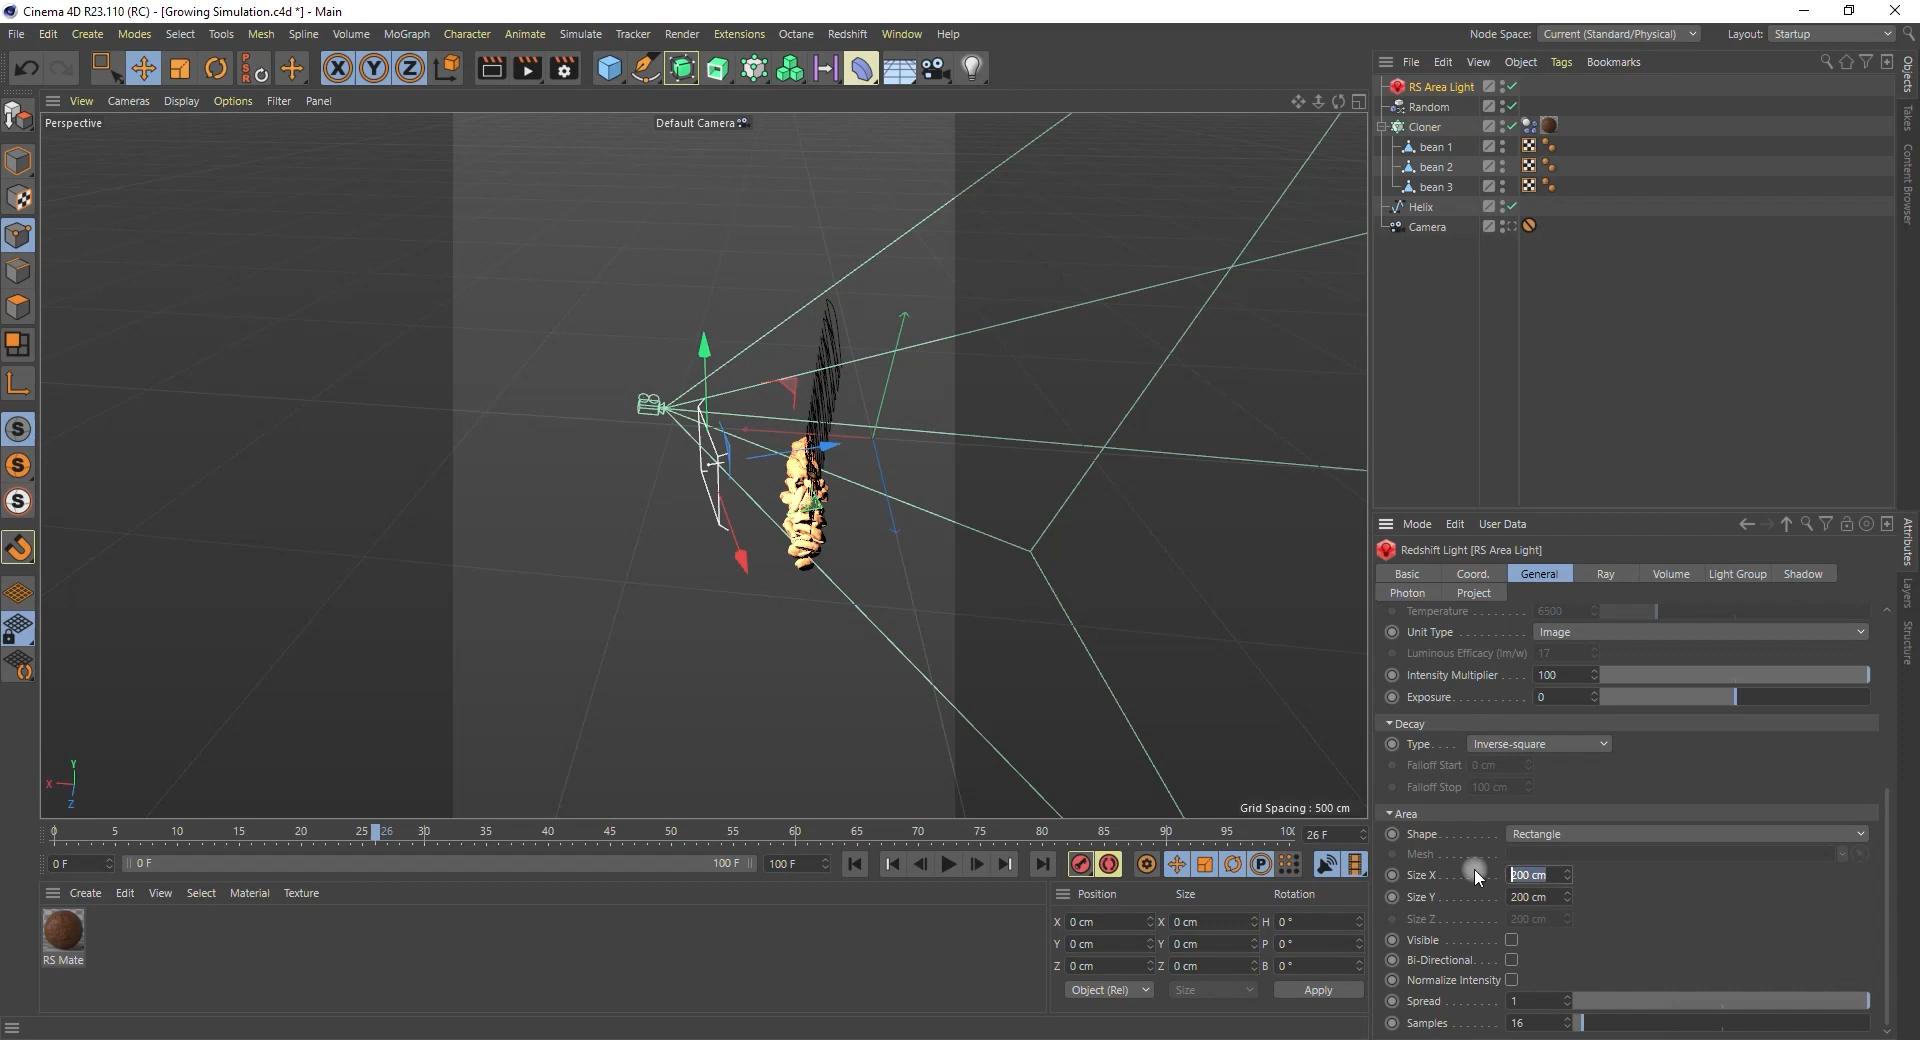 Cinema 4D R23.110 (RC) - [Growing Simulation.c4d *] - Main
File Edit Create Modes Select Tools Mesh Spline Volume MoGraph Character Animate Simulate Tracker Render Extensions Octane Redshift Window Help
Node Space: Current (Standard/Physical) Layout: Startup
X Y Z
PSR
File Edit View Object Tags Bookmarks
View Cameras Display Options Filter Panel
Perspective
Default Camera
RS Area Light
Random
Cloner
bean 1
bean 2
bean 3
Helix
Camera
Objects
Takes
Content Browser
S
S
S
Y
X
Z
Grid Spacing : 500 cm
Mode Edit User Data
Redshift Light [RS Area Light]
Basic Coord. General Ray Volume Light Group Shadow
Photon Project
Temperature 6500
Unit Type Image
Luminous Efficacy (lm/w) 17
Intensity Multiplier 100
Exposure 0
Decay
Type Inverse-square
Falloff Start 0 cm
Falloff Stop 100 cm
Area
Shape Rectangle
Mesh
Size X 200 cm
Size Y 200 cm
Size Z 200 cm
Visible
Bi-Directional
Normalize Intensity
Spread 1
Samples 16
Attributes
Layers
Structure
0 5 10 15 20 25 26 30 35 40 45 50 55 60 65 70 75 80 85 90 95 100 26 F
0 F 0 F 100 F 100 F
P
Create Edit View Select Material Texture
RS Mate
Position Size Rotation
X 0 cm X 0 cm H 0 °
Y 0 cm Y 0 cm P 0 °
Z 0 cm Z 0 cm B 0 °
Object (Rel) Size Apply